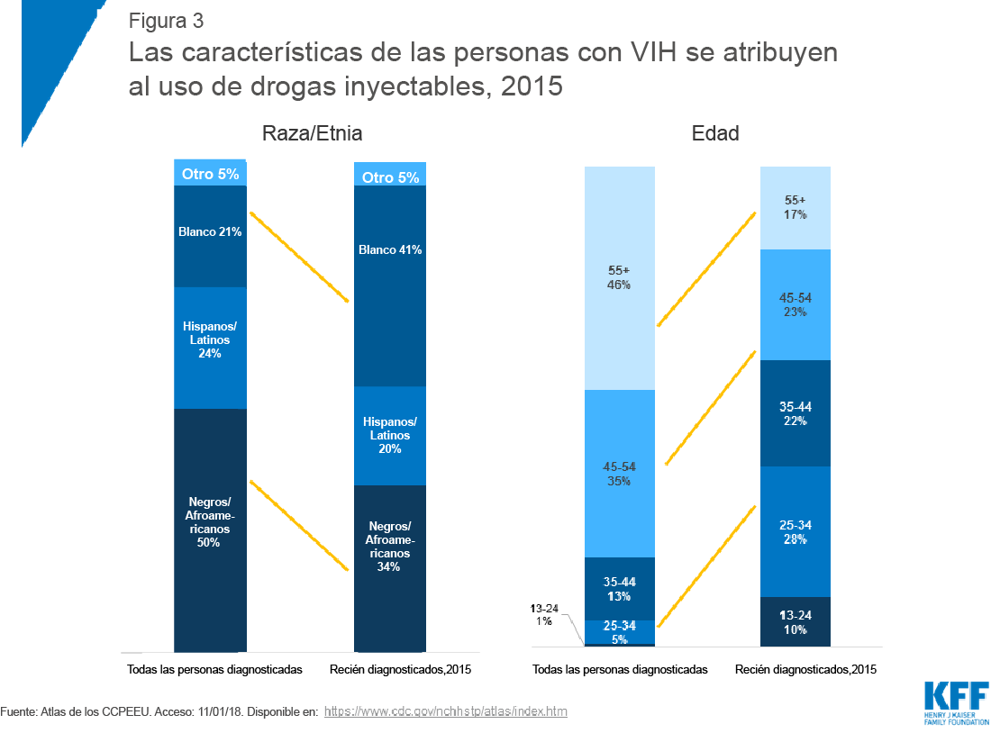 Figura 3
Las características de las personas con VIH se atribuyen
al uso de drogas inyectables, 2015
Raza/Etnia
Otro 5%
Blanco 21%
Hispanos/
Latinos
24%
Negros/
Afroame-
ricanos
50%
Otro 5%
Blanco 41%
Hispanos/
Latinos
20%
Negros/
Afroame-
ricanos
34%
Todas las personas diagnosticadas
Recién diagnosticados,2015
Edad
55+
46%
45-54
35%
35-44
13%
25-34
5%
13-24
1%
55+
17%
45-54
23%
35-44
22%
25-34
28%
13-24
10%
Todas las personas diagnosticadas
Recién diagnosticados,2015
Fuente: Atlas de los CCPEEU. Acceso: 11/01/18. Disponible en: https://www.cdc.gov/nchhstp/atlas/index.htm
KFF
HENRY J KAISER
FAMILY FOUNDATION